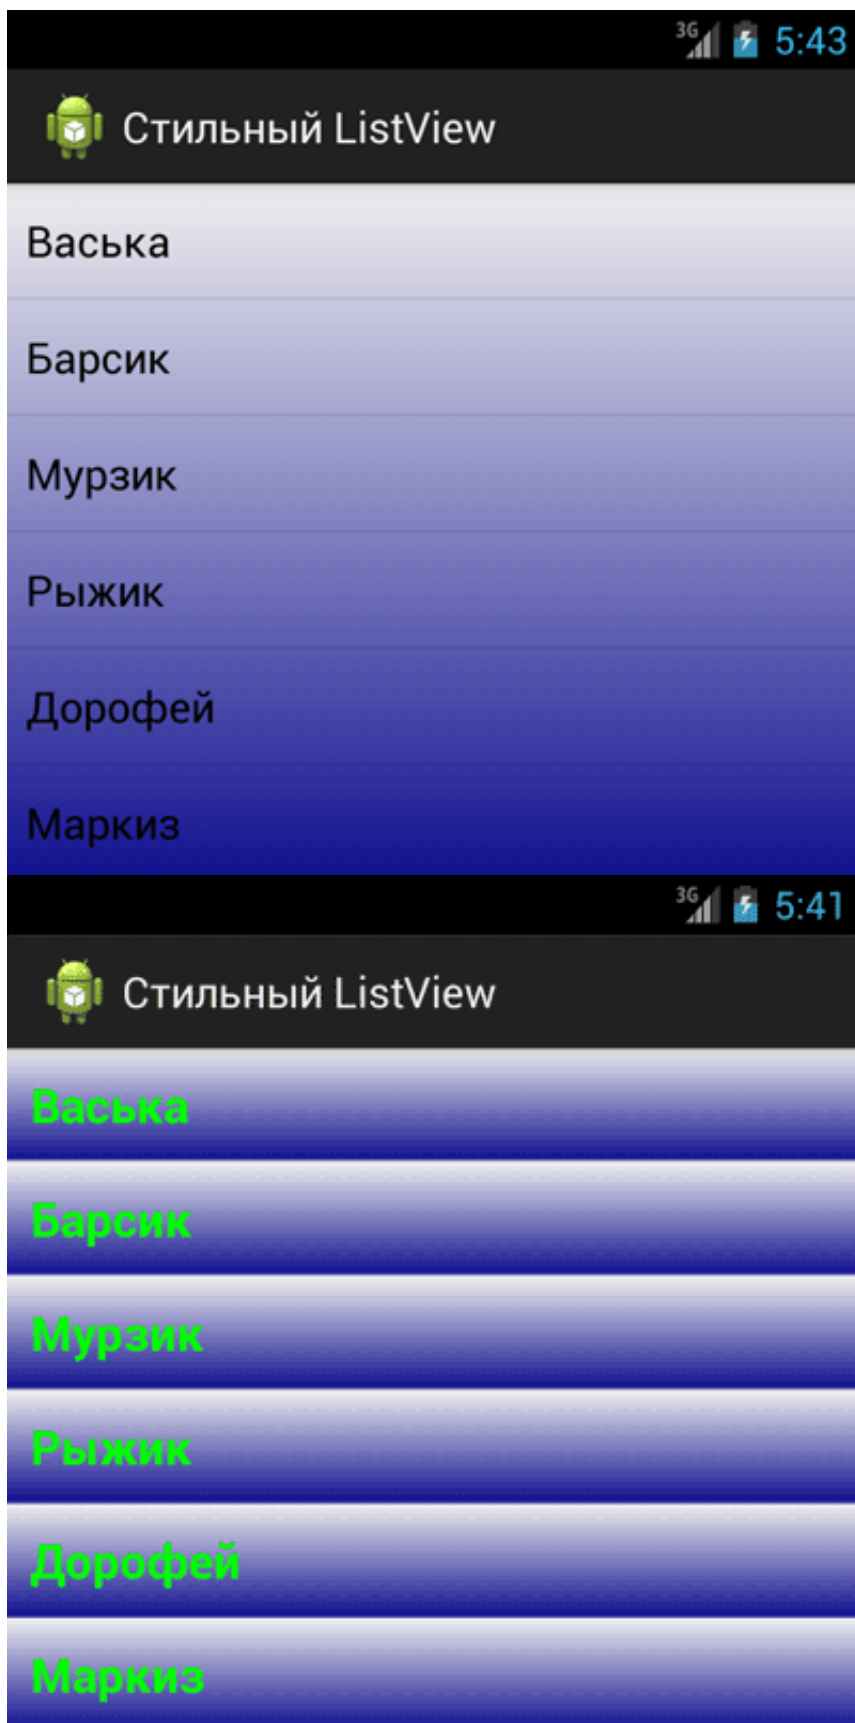 3G 5:43
Стильный ListView
Васька
Барсик
Мурзик
Рыжик
Дорофей
Маркиз
3G 5:41
Стильный ListView
Васька
Барсик
Мурзик
Рыжик
Дорофей
Маркиз